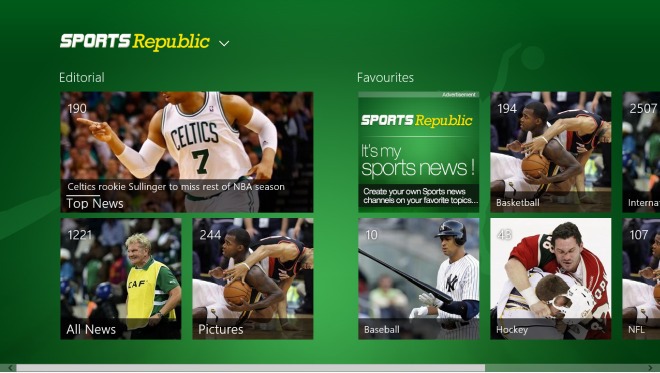 SPORTS Republic
Editorial
Favourites
190
CELTICS
7
Celtics rookie Sullinger to miss rest of NBA season
Top News
1221
CAF
All News
244
Pictures
Advertisement
SPORTS Republic
It's my
sports news !
Create your own Sports news
channels on your favorite topics...
194
Basketball
2507
Interna
10
Baseball
43
Hockey
107
NFL